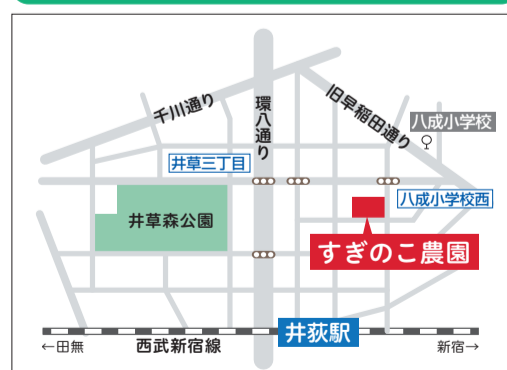 千川通り
環八通り
旧早稲田通り
八成小学校
井草三丁目
八成小学校西
井草森公園
すぎのこ農園
井荻駅
←田無
西武新宿線
新宿→